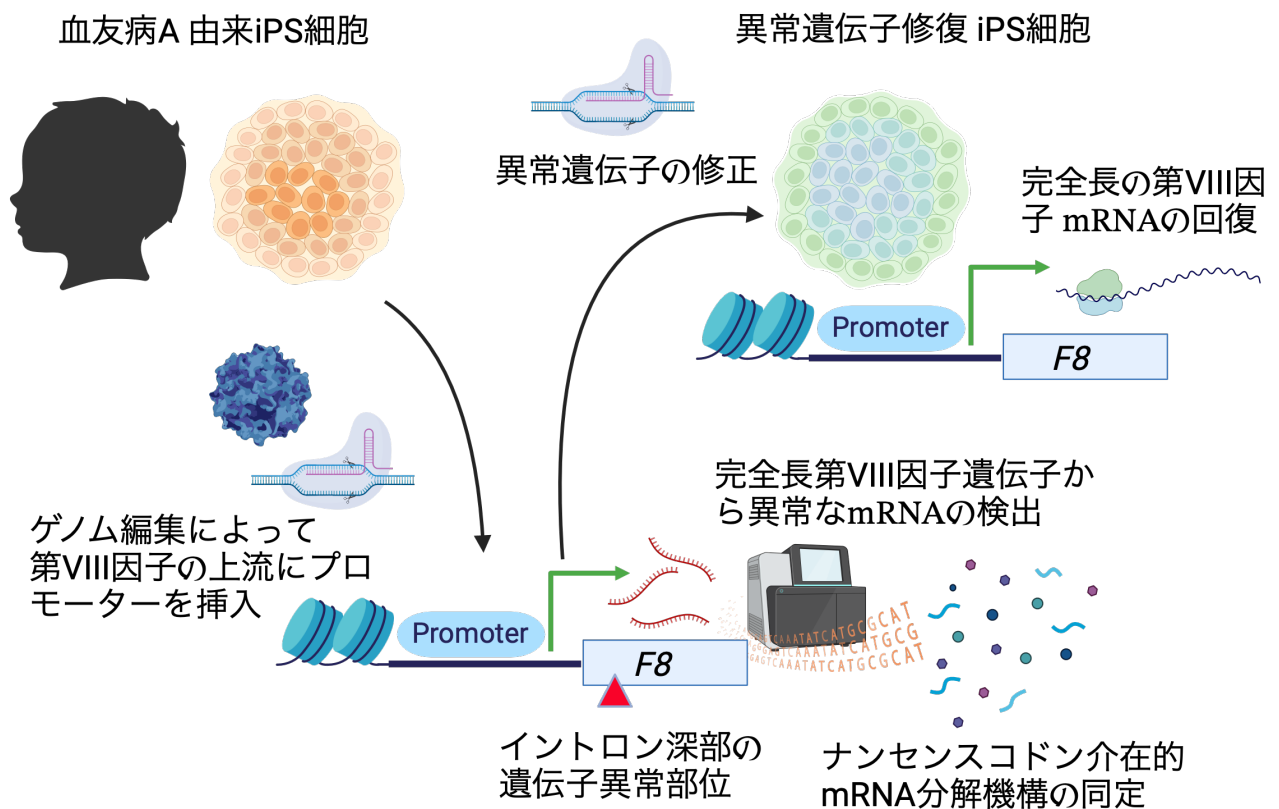 血友病A 由来iPS細胞
異常遺伝子修復 iPS細胞
異常遺伝子の修正
完全長の第VIII因
子 mRNAの回復
Promoter
F8
ゲノム編集によって
第VIII因子の上流にプロ
モーターを挿入
完全長第VIII因子遺伝子か
ら異常なmRNAの検出
Promoter
F8
イントロン深部の
遺伝子異常部位
ナンセンスコドン介在的
mRNA分解機構の同定